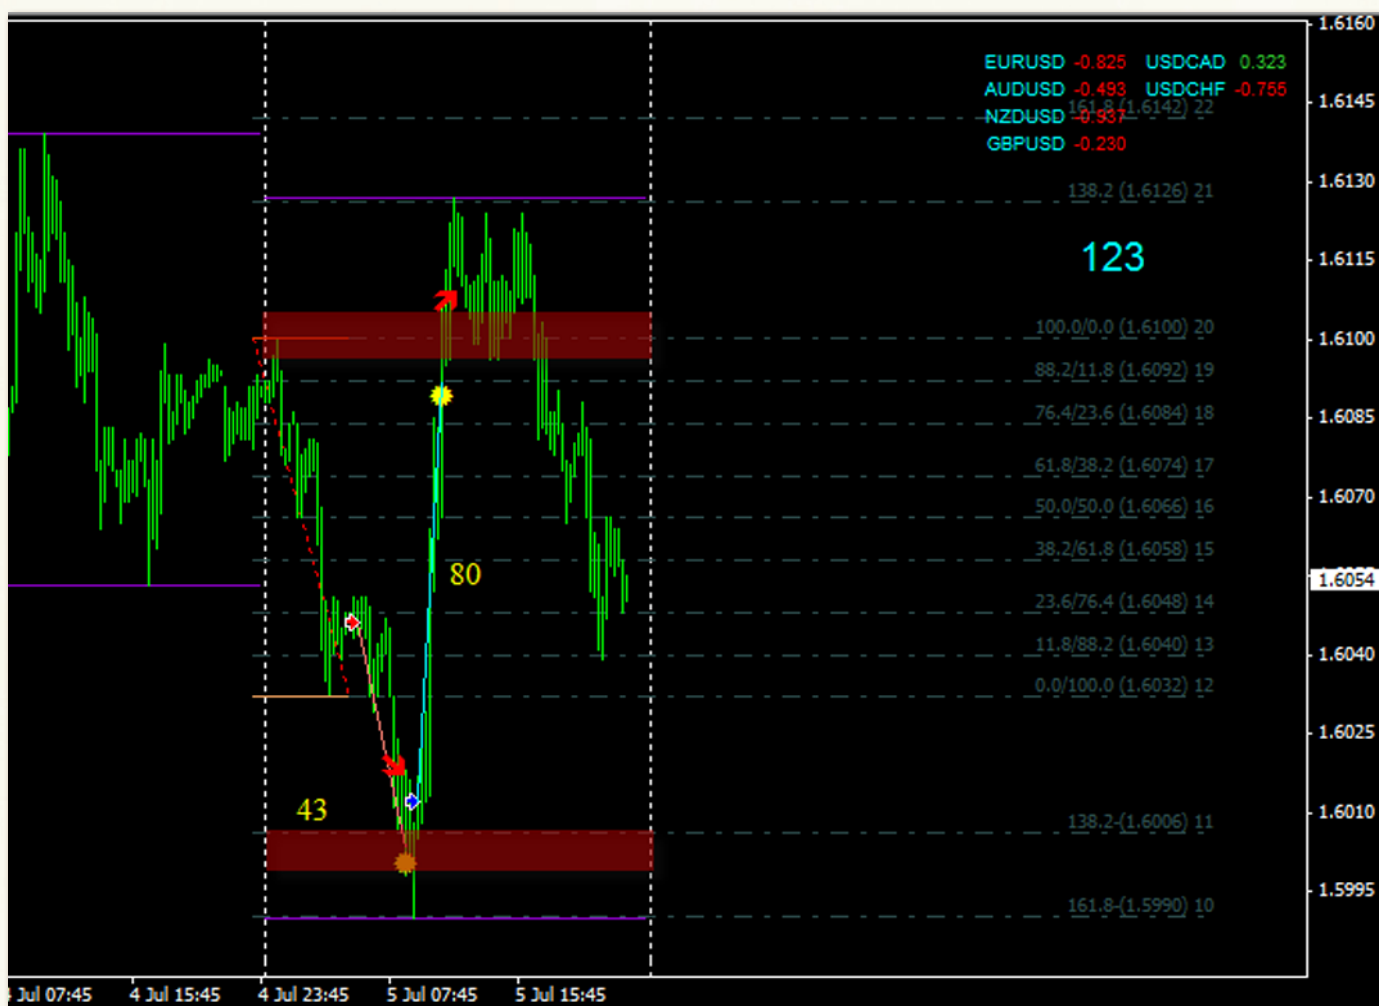 1.6160
EURUSD -0.825 USDCAD 0.323
AUDUSD -0.493 USDCHF -0.755
1.6145
161.8 (1.6142) 22
NZDUSD -0.937
GBPUSD -0.230
138.2 (1.6126) 21
1.6130
123
1.6115
100.0/0.0 (1.6100) 20
1.6100
88.2/11.8 (1.6092) 19
76.4/23.6 (1.6084) 18
1.6085
61.8/38.2 (1.6074) 17
1.6070
50.0/50.0 (1.6066) 16
38.2/61.8 (1.6058) 15
80
1.6054
23.6/76.4 (1.6048) 14
11.8/88.2 (1.6040) 13
1.6040
0.0/100.0 (1.6032) 12
1.6025
43
1.6010
138.2-(1.6006) 11
1.5995
161.8-(1.5990) 10
Jul 07:45 4 Jul 15:45 4 Jul 23:45 5 Jul 07:45 5 Jul 15:45